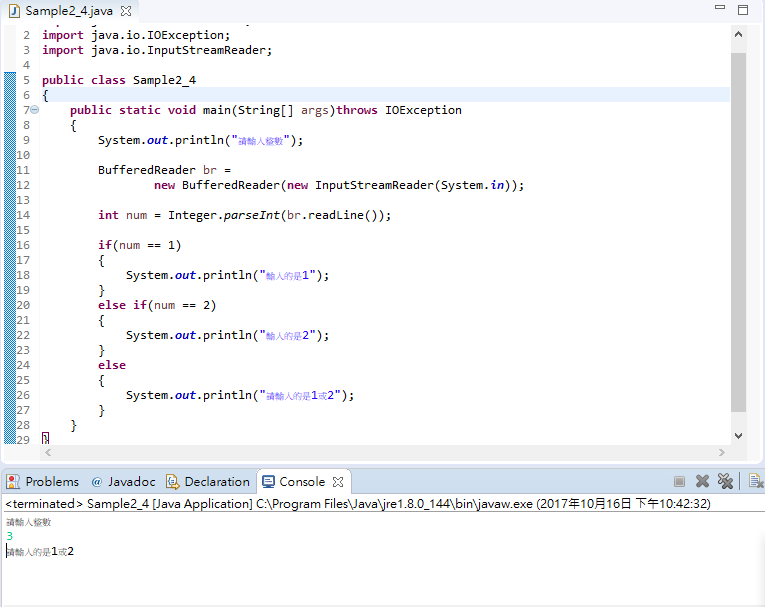 Sample2_4.java
2 import java.io.IOException;
3 import java.io.InputStreamReader;
4
5 public class Sample2_4
6 {
7 public static void main(String[] args)throws IOException
8 {
9 System.out.println("請輸入整數");
10
11 BufferedReader br =
12 new BufferedReader(new InputStreamReader(System.in));
13
14 int num = Integer.parseInt(br.readLine());
15
16 if(num == 1)
17 {
18 System.out.println("輸入的是1");
19 }
20 else if(num == 2)
21 {
22 System.out.println("輸入的是2");
23 }
24 else
25 {
26 System.out.println("請輸入的是1或2");
27 }
28 }
29 }
Problems @ Javadoc Declaration Console
<terminated> Sample2_4 [Java Application] C:\Program Files\Java\jre1.8.0_144\bin\javaw.exe (2017年10月16日 下午10:42:32)
請輸入整數
3
請輸入的是1或2